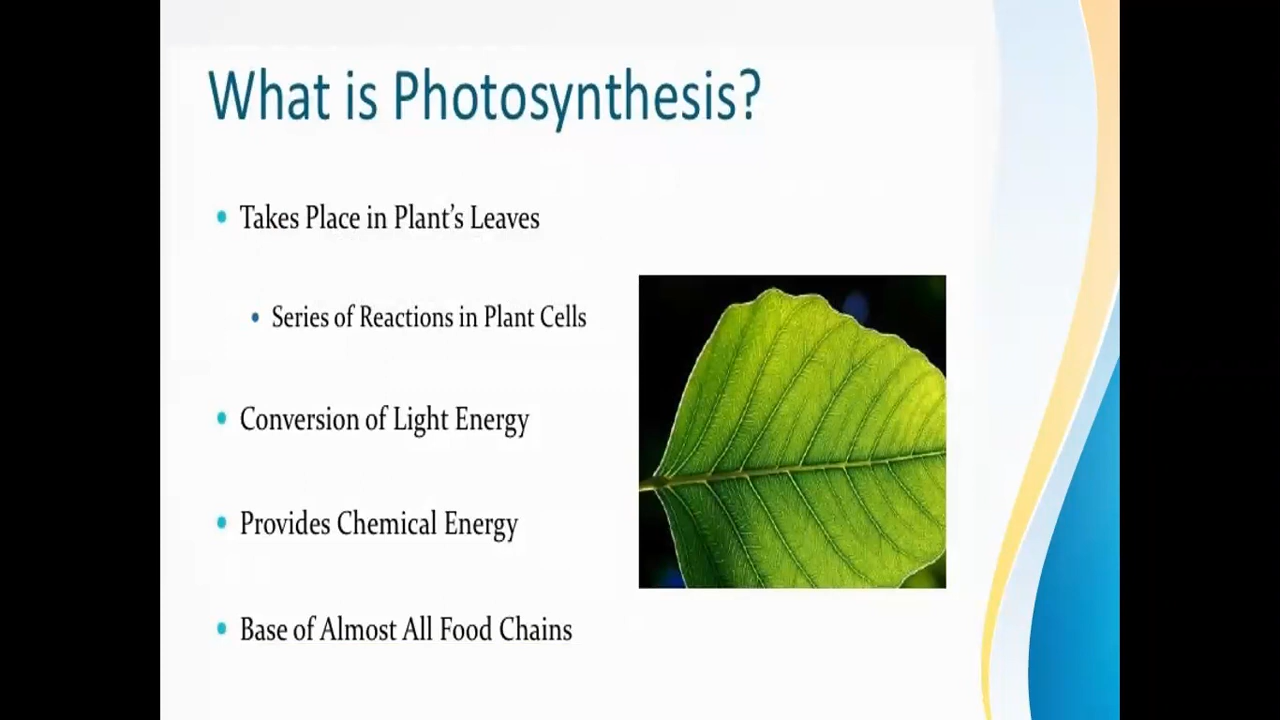 What is Photosynthesis?
Takes Place in Plant’s Leaves
Series of Reactions in Plant Cells
Conversion of Light Energy
Provides Chemical Energy
Base of Almost All Food Chains